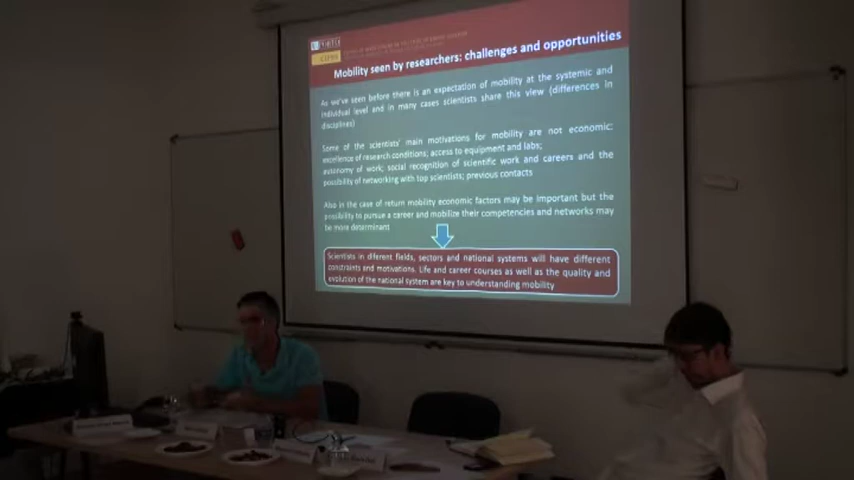 Mobility seen by researchers: challenges and opportunities
As we've seen before there is an expectation of mobility at the systemic and
individual level and in many cases scientists share this view (differences in
disciplines)
Some of the scientists' main motivations for mobility are not economic:
excellence of research conditions; access to equipment and labs;
autonomy of work; social recognition of scientific work and careers and the
possibility of networking with top scientists; previous contacts
Also in the case of return mobility economic factors may be important but the
possibility to pursue a career and mobilize their competencies and networks may
be more determinant
Scientists in diferent fields, sectors and national systems will have different
constraints and motivations. Life and career courses as well as the quality and
evolution of the national system are key to understanding mobility